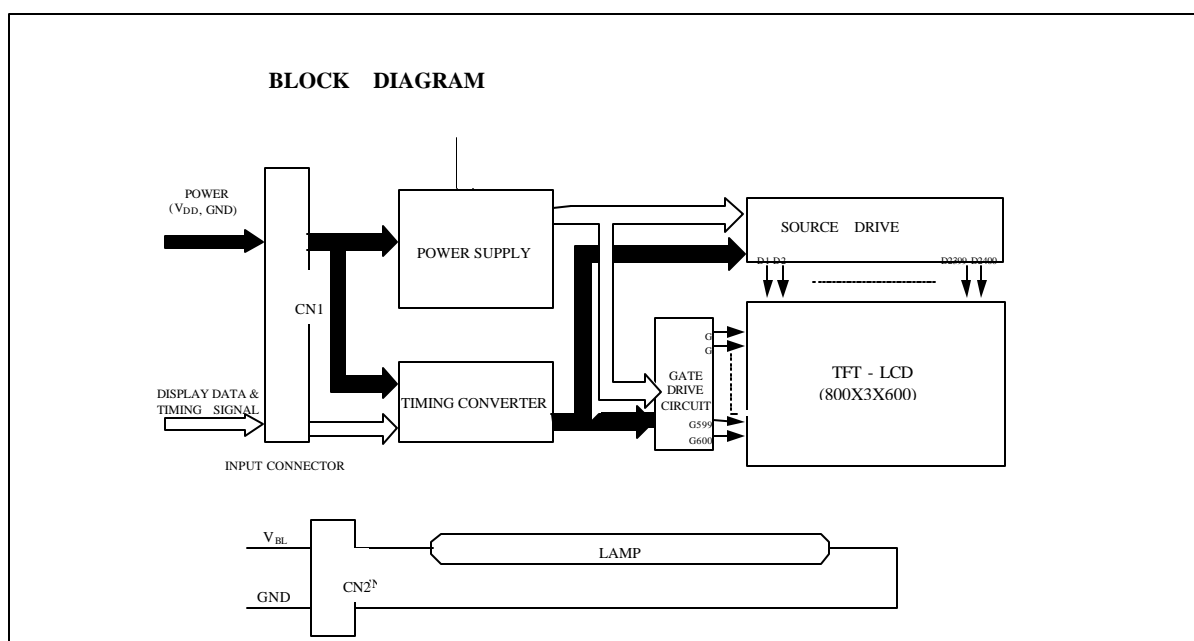 BLOCK DIAGRAM
POWER
(VDD, GND)
POWER SUPPLY
SOURCE DRIVE
D1 D2
D2399 D2400
CN1
G
G
TFT - LCD
(800X3X600)
GATE
DRIVE
CIRCUIT
G599
G600
DISPLAY DATA &
TIMING SIGNAL
TIMING CONVERTER
INPUT CONNECTOR
VBL
LAMP
CN2
GND